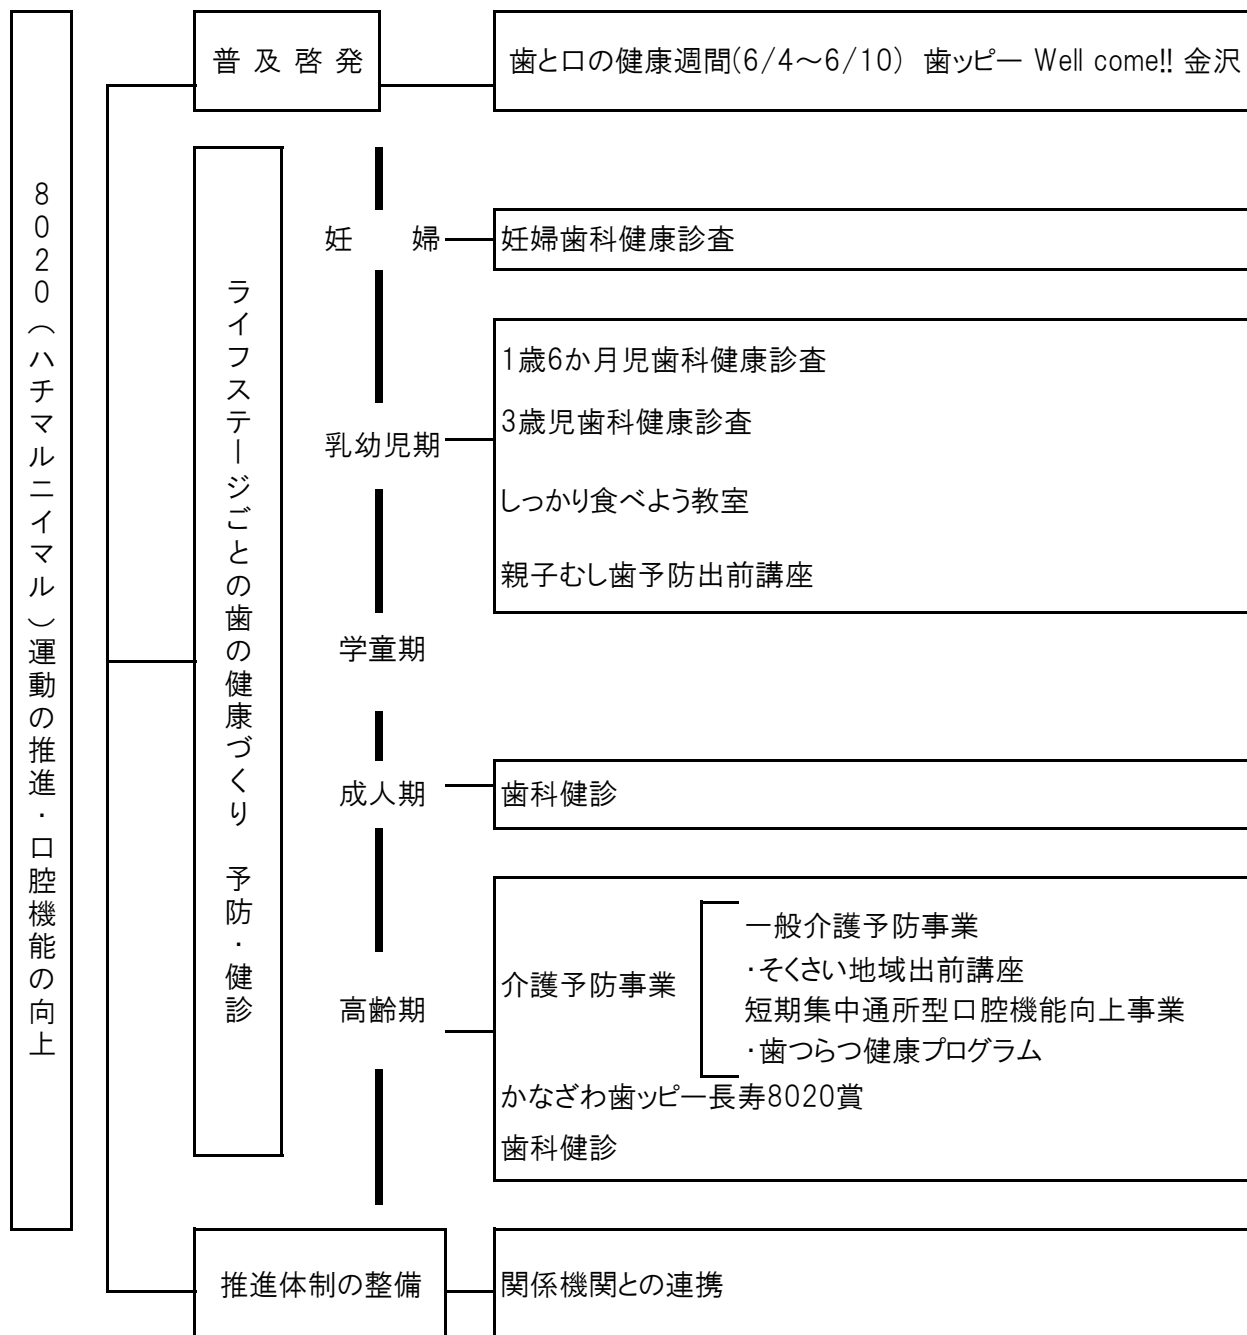 8020(ハチマルニイマル)運動の推進・口腔機能の向上
普及啓発
歯と口の健康週間(6/4～6/10) 歯ッピー Well come!! 金沢
ライフステージごとの歯の健康づくり 予防・健診
妊 婦
妊婦歯科健康診査
乳幼児期
1歳6か月児歯科健康診査
3歳児歯科健康診査
しっかり食べよう教室
親子むし歯予防出前講座
学童期
成人期
歯科健診
高齢期
介護予防事業
一般介護予防事業
・そくさい地域出前講座
短期集中通所型口腔機能向上事業
・歯つらつ健康プログラム
かなざわ歯ッピー長寿8020賞
歯科健診
推進体制の整備
関係機関との連携